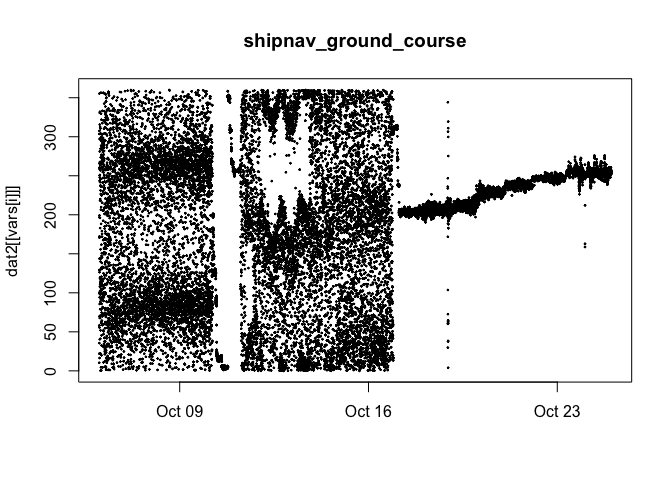 shipnav_ground_course
dat2[[vars[i]]]
300
200
100
50
0
Oct 09
Oct 16
Oct 23